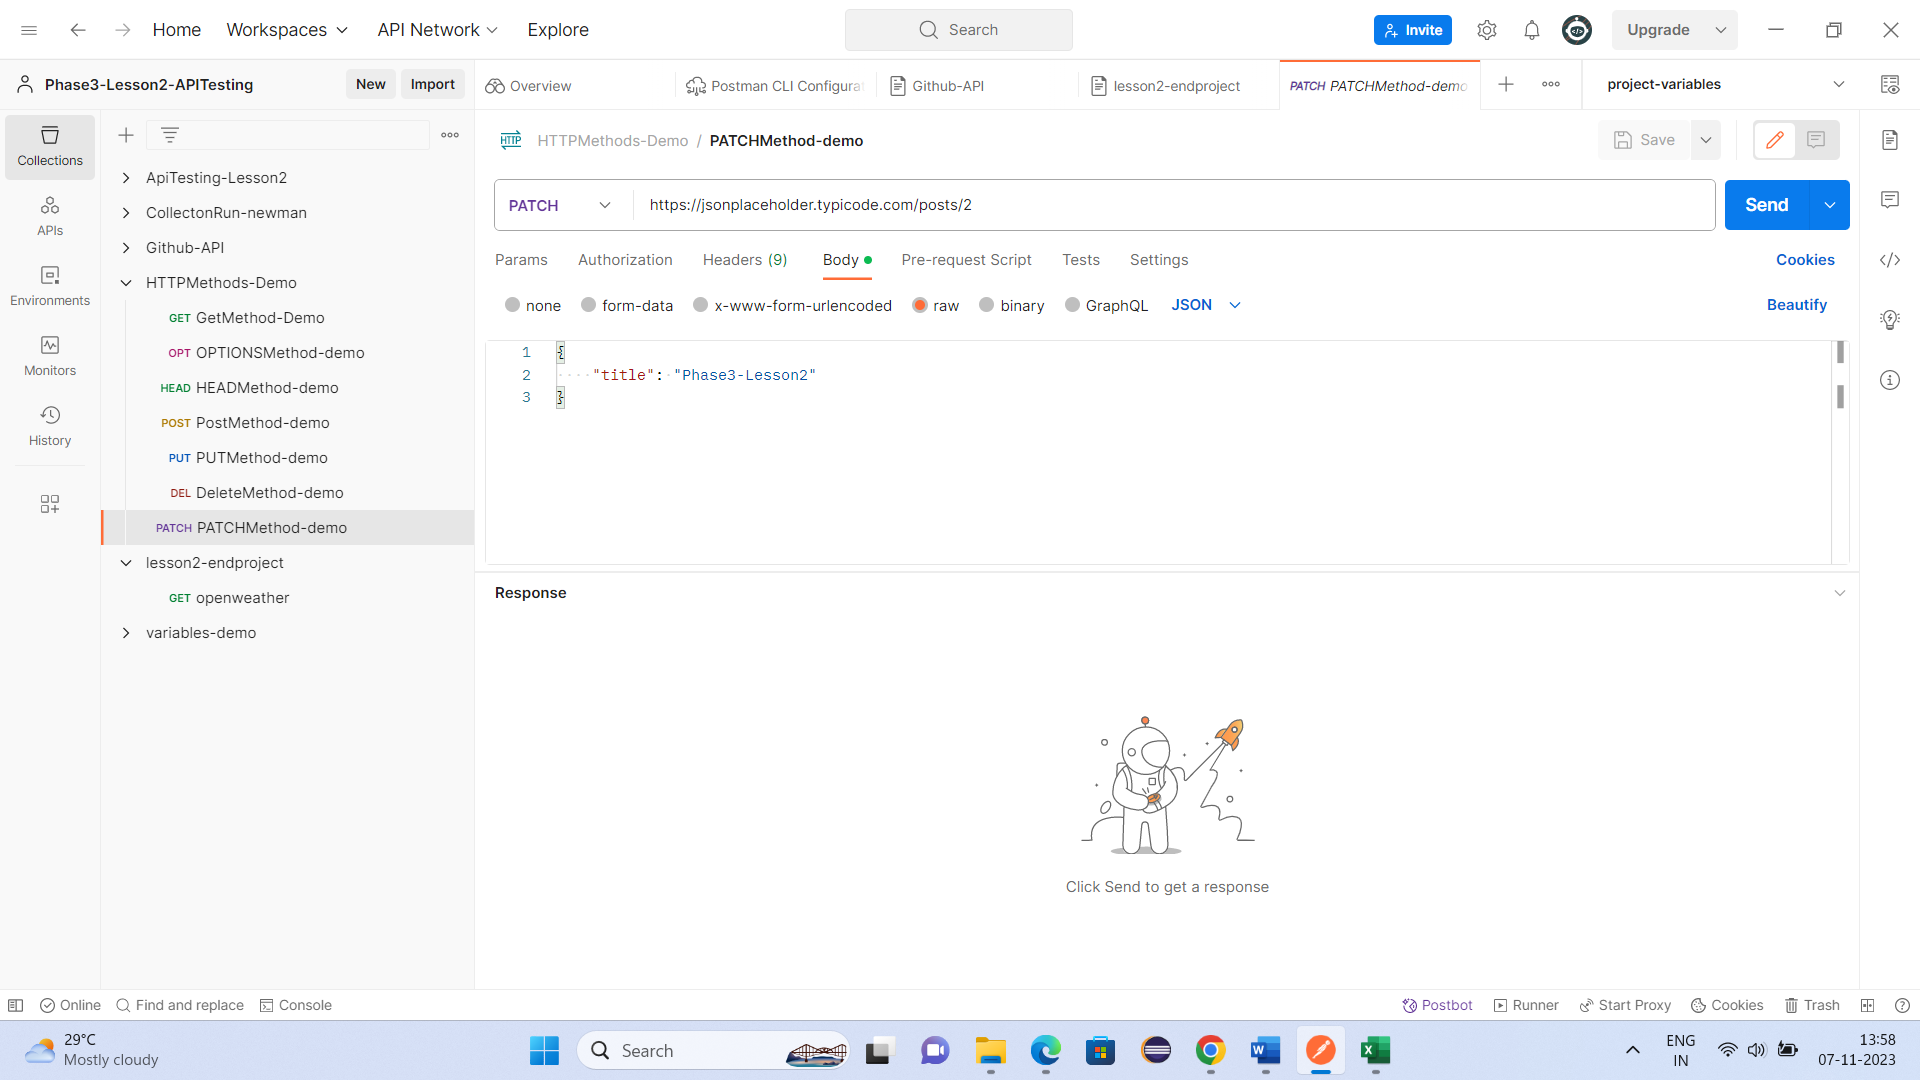 Home Workspaces API Network Explore Search Invite Upgrade
Phase3-Lesson2-APITesting New Import Overview Postman CLI Configura Github-API lesson2-endproject PATCH PATCHMethod-demo project-variables
Collections
APIs
Environments
Monitors
History
ApiTesting-Lesson2
CollectonRun-newman
Github-API
HTTPMethods-Demo
GET GetMethod-Demo
OPT OPTIONSMethod-demo
HEAD HEADMethod-demo
POST PostMethod-demo
PUT PUTMethod-demo
DEL DeleteMethod-demo
PATCH PATCHMethod-demo
lesson2-endproject
GET openweather
variables-demo
HTTP HTTPMethods-Demo / PATCHMethod-demo Save
PATCH https://jsonplaceholder.typicode.com/posts/2 Send
Params Authorization Headers (9) Body Pre-request Script Tests Settings Cookies
none form-data x-www-form-urlencoded raw binary GraphQL JSON Beautify
1 {
2 "title": "Phase3-Lesson2"
3 }
Response
Click Send to get a response
Online Find and replace Console Postbot Runner Start Proxy Cookies Trash
29°C
Mostly cloudy
Search
ENG
IN
13:58
07-11-2023